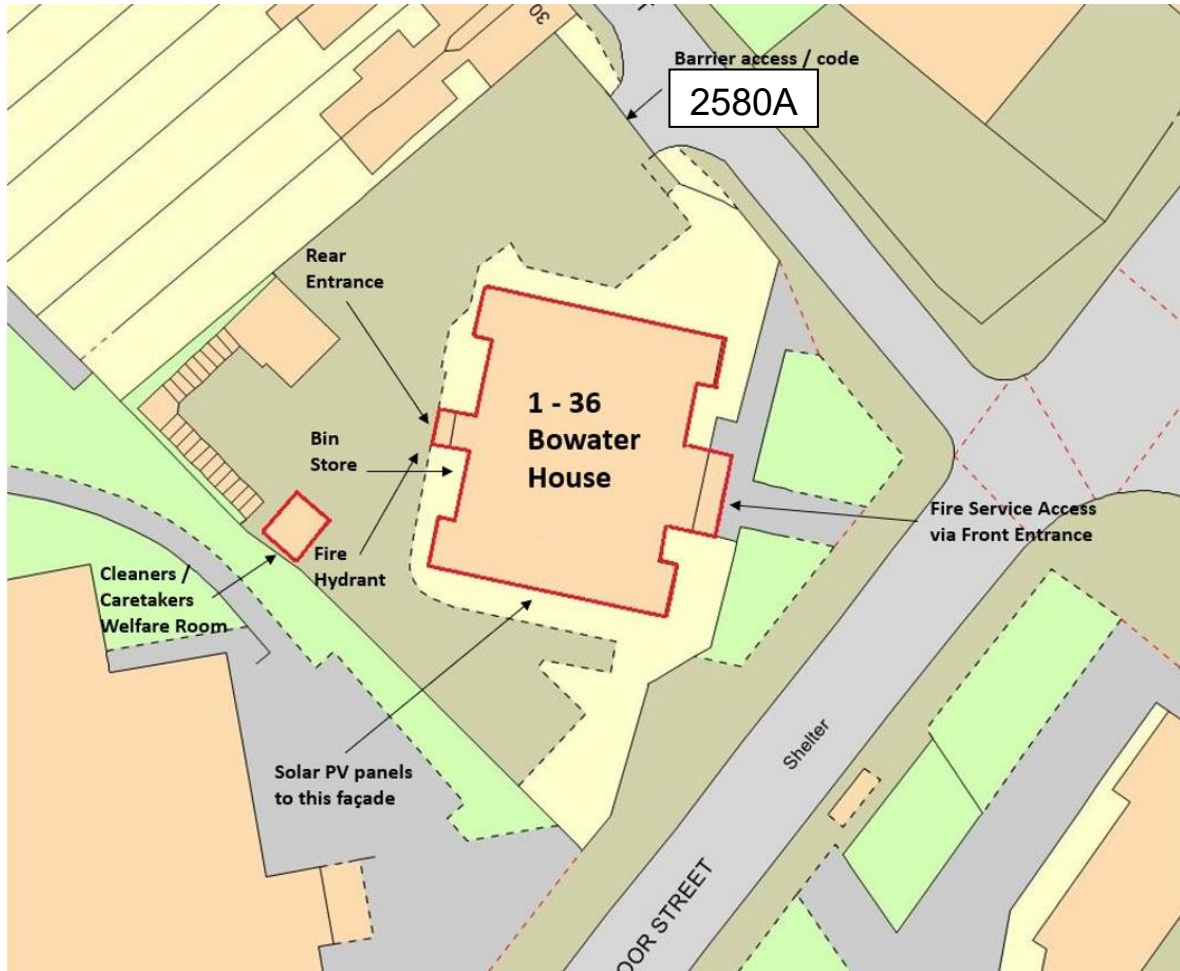 30
Barrier access / code
2580A
Rear
Entrance
1 - 36
Bowater
House
Bin
Store
Fire Service Access
via Front Entrance
Fire
Hydrant
Cleaners /
Caretakers
Welfare Room
Solar PV panels
to this façade
Shelter
OOR STREET